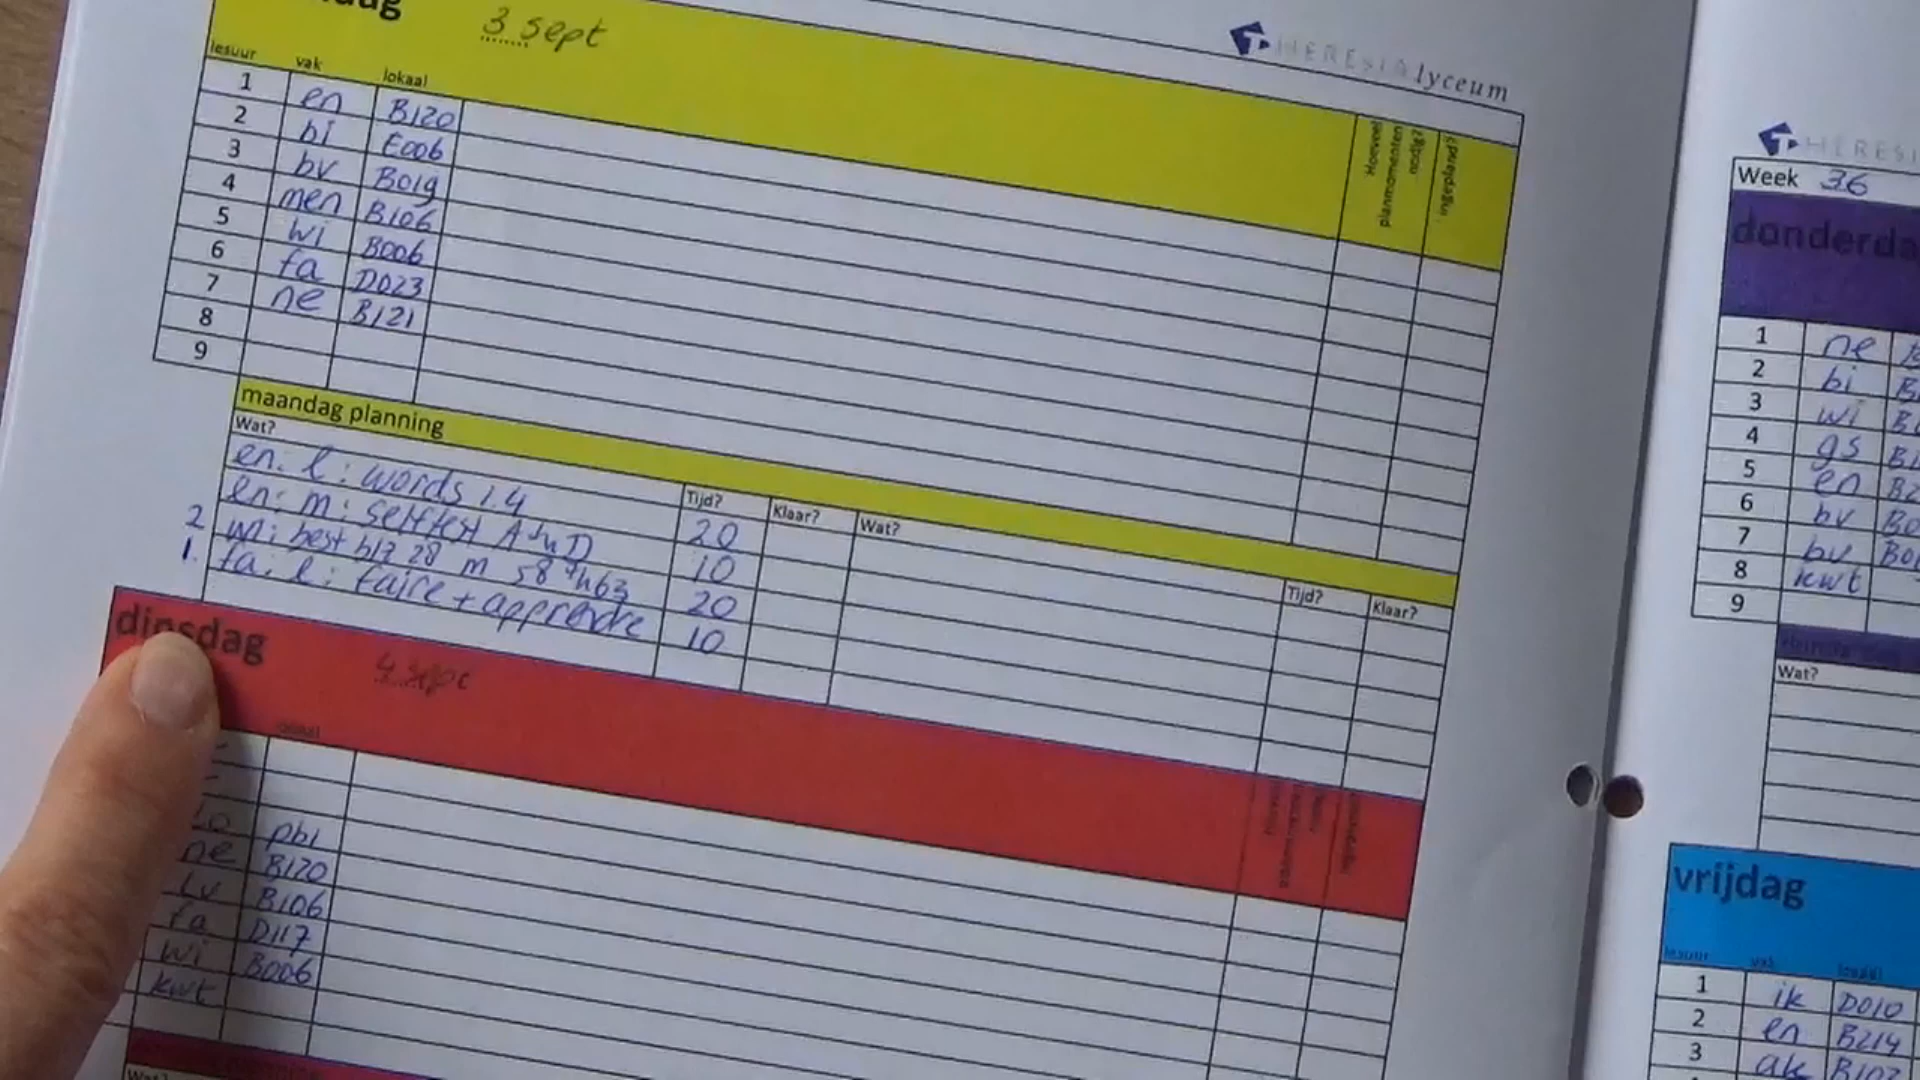 3 sept
THERESIA lyceum
lesuur vak lokaal
Hoeveel planmomenten nodig?
ingepland?
1 en B120
2 bi E006
3 bv B019
4 men B106
5 wi B006
6 fa D023
7 ne B121
8
9
maandag planning
Wat? Tijd? Klaar? Wat? Tijd? Klaar?
en: l: words 1.4 20
en: m: selftest A t/m D 10
2 wi: best blz 28 m 58 t/m 63 20
1. fa: l: faire + apprendre 10
dinsdag 4 sept
lokaal
lo pb1
ne B120
lv B106
fa D117
wi B006
kwt
Wat?
Week 36
1 ne
2 bi
3 wi
4 gs
5 en
6 bv
7 bv
8 kwt
9
Wat?
vrijdag
lesuur vak lokaal
1 ik D010
2 en B214
3 ak B107